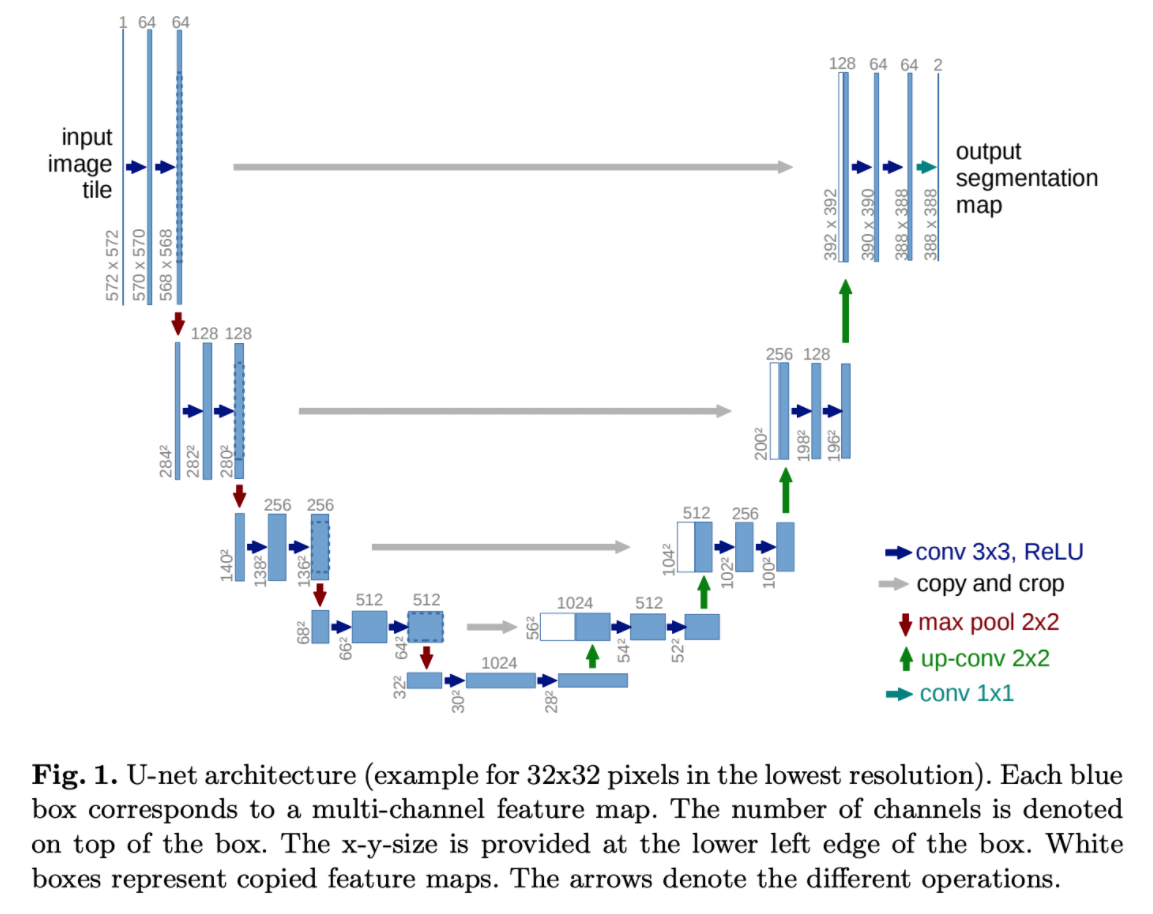 1 64 64
128 64 64 2
input
image
tile
output
segmentation
map
572 x 572
570 x 570
568 x 568
392 x 392
390 x 390
388 x 388
388 x 388
128 128
256 128
284²
282²
280²
200²
198²
196²
256 256
512 256
140²
138²
136²
104²
102²
100²
512 512
1024 512
68²
66²
64²
56²
54²
52²
1024
32²
30²
28²
conv 3x3, ReLU
copy and crop
max pool 2x2
up-conv 2x2
conv 1x1
Fig. 1. U-net architecture (example for 32x32 pixels in the lowest resolution). Each blue
box corresponds to a multi-channel feature map. The number of channels is denoted
on top of the box. The x-y-size is provided at the lower left edge of the box. White
boxes represent copied feature maps. The arrows denote the different operations.